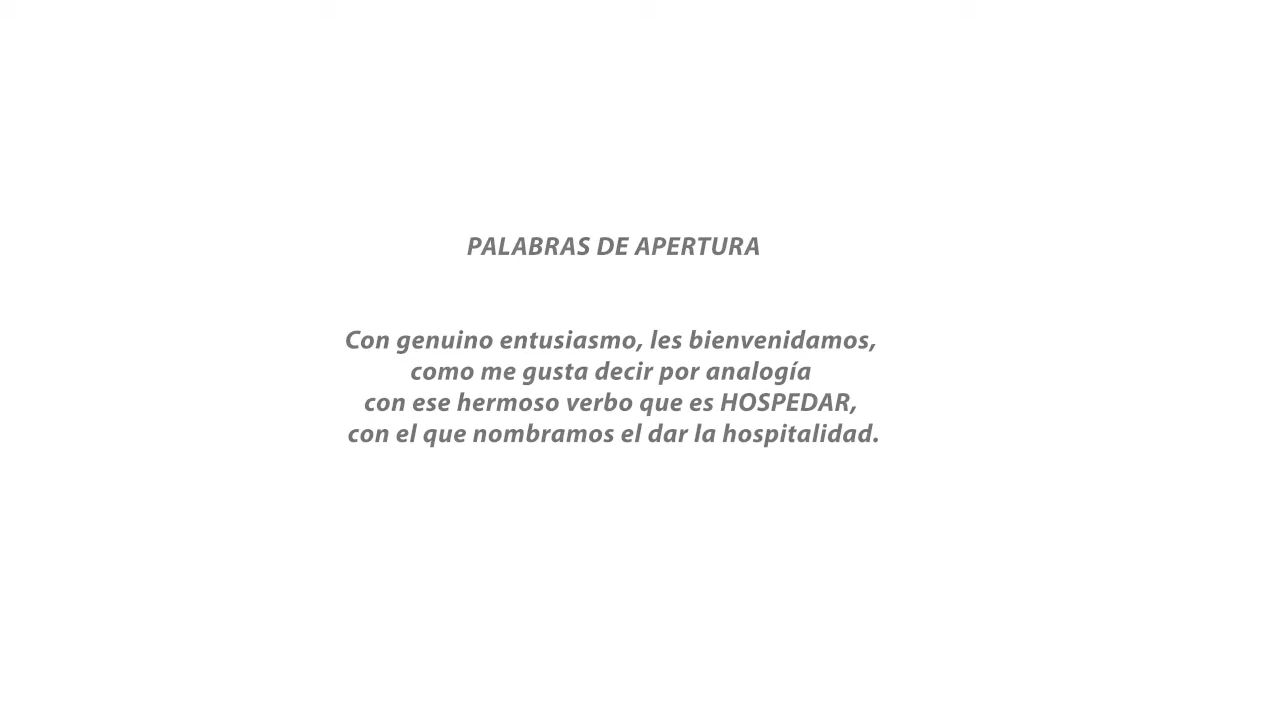 PALABRAS DE APERTURA
Con genuino entusiasmo, les bienvenidamos,
como me gusta decir por analogía
con ese hermoso verbo que es HOSPEDAR,
con el que nombramos el dar la hospitalidad.